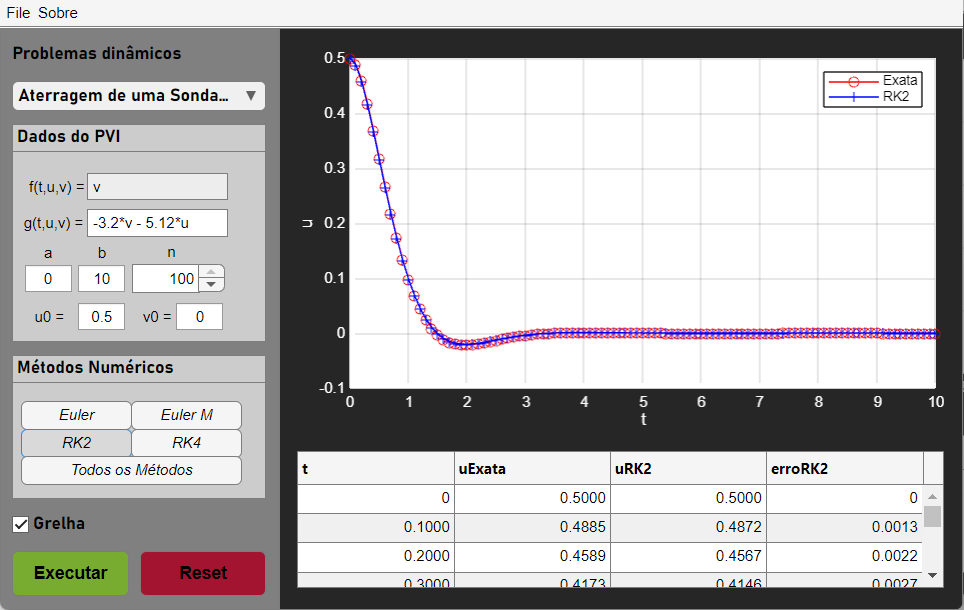 File Sobre
Problemas dinâmicos
Aterragem de uma Sonda... ▼
Dados do PVI
f(t,u,v) = v
g(t,u,v) = -3.2*v - 5.12*u
a b n
0 10 100
u0 = 0.5 v0 = 0
Métodos Numéricos
Euler Euler M
RK2 RK4
Todos os Métodos
Grelha
Executar Reset
0.5
0.4
0.3
0.2
0.1
0
-0.1
u
0 1 2 3 4 5 6 7 8 9 10
t
Exata
RK2
t uExata uRK2 erroRK2
0 0.5000 0.5000 0
0.1000 0.4885 0.4872 0.0013
0.2000 0.4589 0.4567 0.0022
0.3000 0.4173 0.4146 0.0027